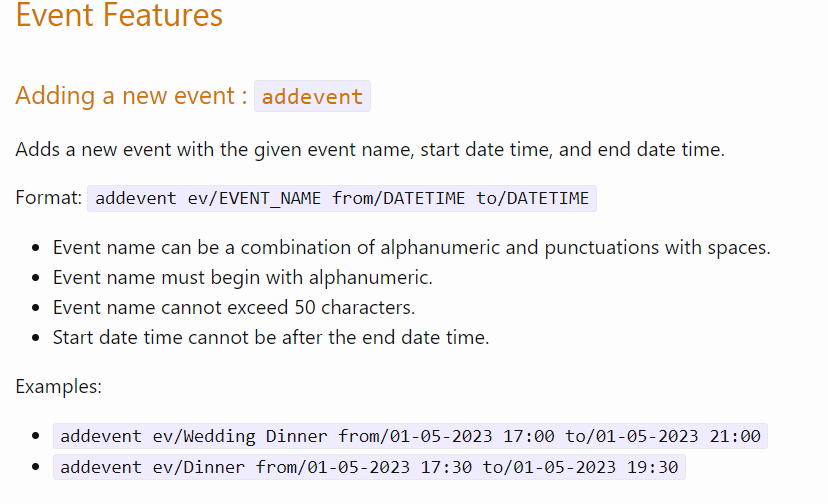 Event Features
Adding a new event : addevent
Adds a new event with the given event name, start date time, and end date time.
Format: addevent ev/EVENT_NAME from/DATETIME to/DATETIME
• Event name can be a combination of alphanumeric and punctuations with spaces.
• Event name must begin with alphanumeric.
• Event name cannot exceed 50 characters.
• Start date time cannot be after the end date time.
Examples:
• addevent ev/Wedding Dinner from/01-05-2023 17:00 to/01-05-2023 21:00
• addevent ev/Dinner from/01-05-2023 17:30 to/01-05-2023 19:30